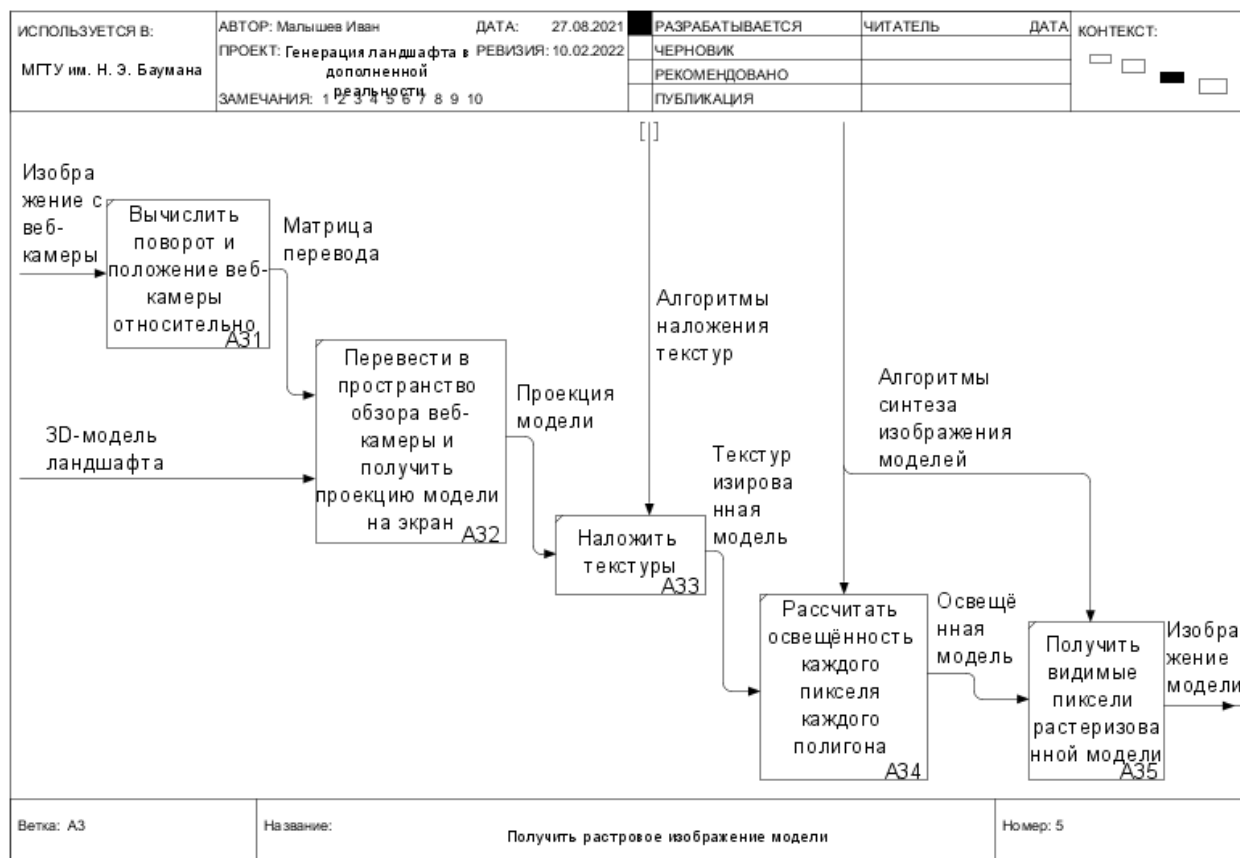 ИСПОЛЬЗУЕТСЯ В:
МГТУ им. Н. Э. Баумана
АВТОР: Малышев Иван
ДАТА: 27.08.2021
ПРОЕКТ: Генерация ландшафта в
дополненной
реальности
РЕВИЗИЯ: 10.02.2022
ЗАМЕЧАНИЯ: 1 2 3 4 5 6 7 8 9 10
РАЗРАБАТЫВАЕТСЯ
ЧЕРНОВИК
РЕКОМЕНДОВАНО
ПУБЛИКАЦИЯ
ЧИТАТЕЛЬ
ДАТА
КОНТЕКСТ:
Изобра
жение с
веб-
камеры
Вычислить
поворот и
положение веб-
камеры
относительно
A31
Матрица
перевода
3D-модель
ландшафта
Перевести в
пространство
обзора веб-
камеры и
получить
проекцию модели
на экран
A32
Проекция
модели
Алгоритмы
наложения
текстур
Наложить
текстуры
A33
Текстур
изирова
нная
модель
Алгоритмы
синтеза
изображения
моделей
Рассчитать
освещённость
каждого
пикселя
каждого
полигона
A34
Освещё
нная
модель
Получить
видимые
пиксели
растеризова
нной модели
A35
Изобра
жение
модели
Ветка: A3
Название:
Получить растровое изображение модели
Номер: 5